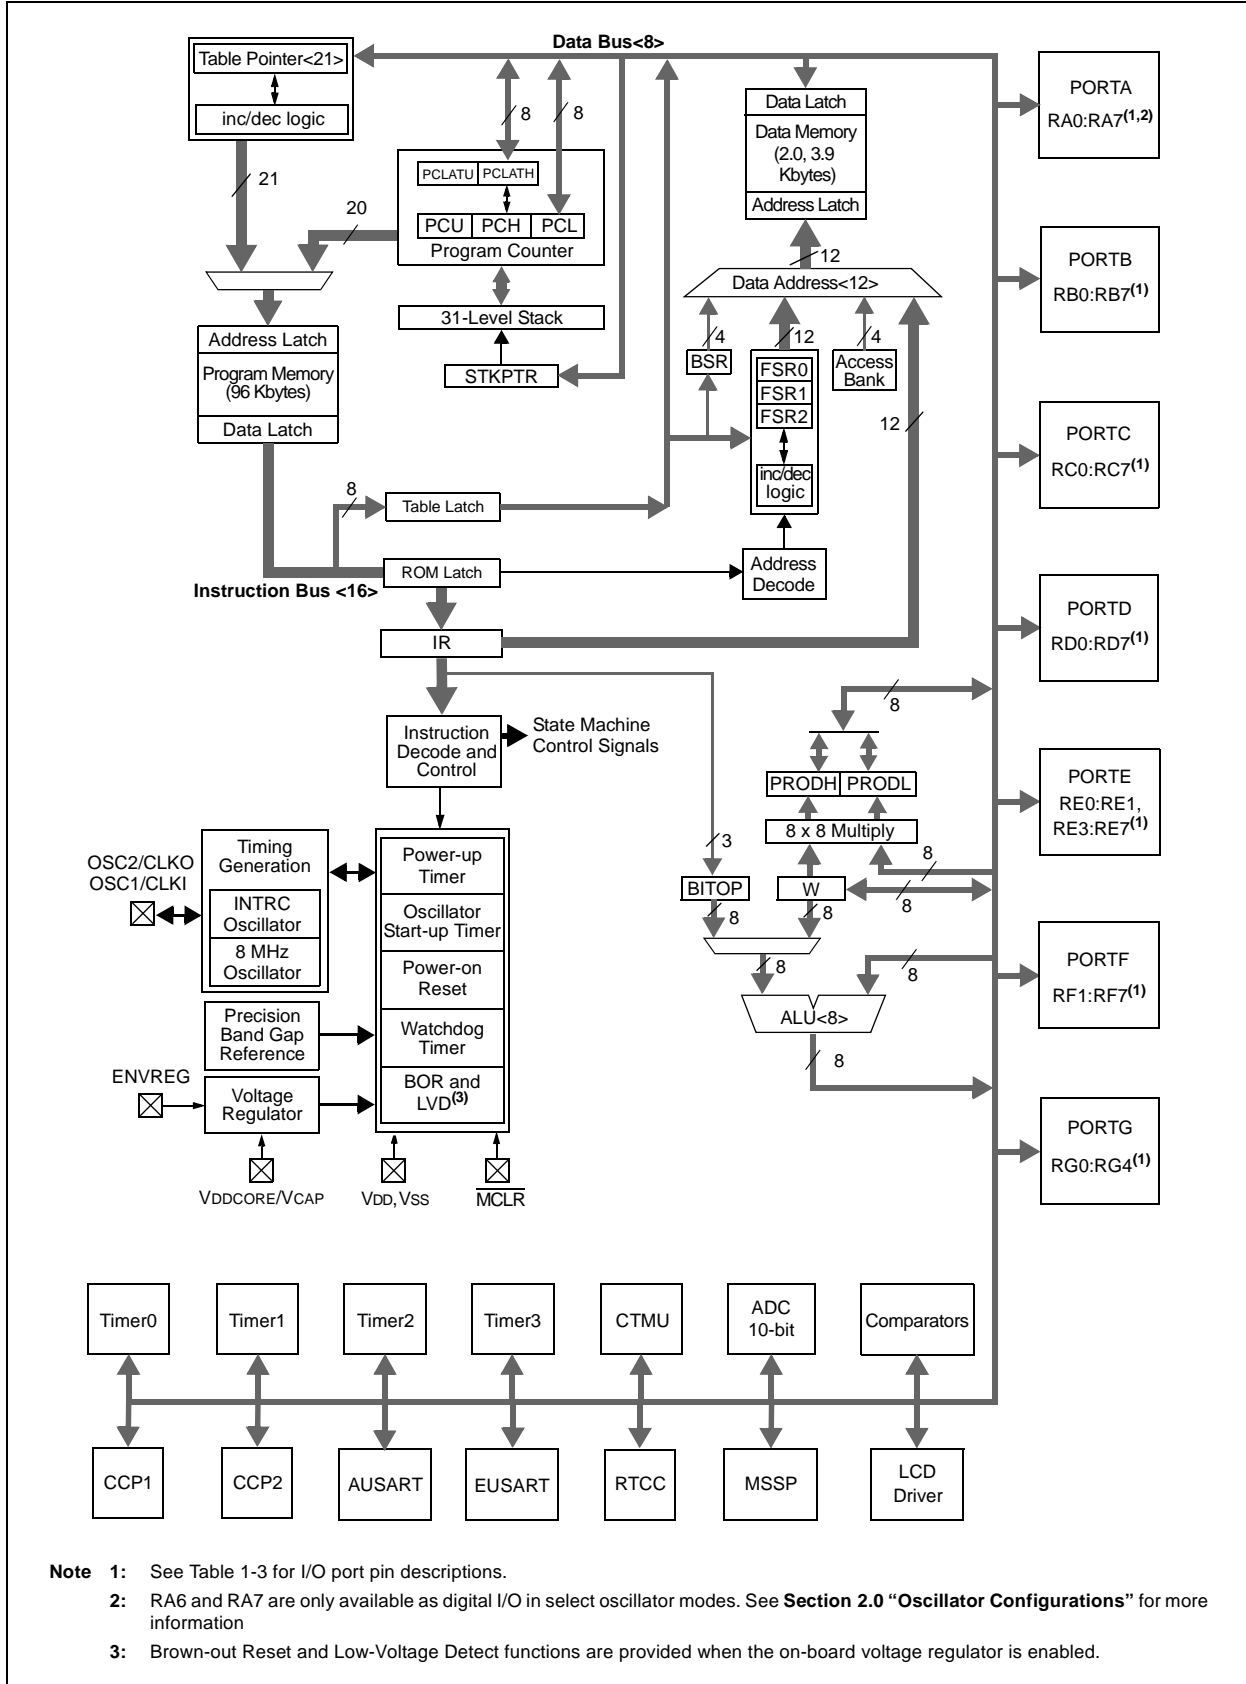 Data Bus<8>
Table Pointer<21>
inc/dec logic
21
8
8
PCLATU
PCLATH
PCU
PCH
PCL
Program Counter
20
31-Level Stack
STKPTR
Address Latch
Program Memory
(96 Kbytes)
Data Latch
Data Latch
Data Memory
(2.0, 3.9
Kbytes)
Address Latch
12
Data Address<12>
4
12
4
BSR
FSR0
FSR1
FSR2
Access
Bank
12
inc/dec
logic
8
Table Latch
ROM Latch
Address
Decode
Instruction Bus <16>
IR
Instruction
Decode and
Control
State Machine
Control Signals
8
PRODH
PRODL
8 x 8 Multiply
3
8
BITOP
W
8
8
8
8
8
ALU<8>
8
OSC2/CLKO
OSC1/CLKI
Timing
Generation
INTRC
Oscillator
8 MHz
Oscillator
Power-up
Timer
Oscillator
Start-up Timer
Power-on
Reset
Watchdog
Timer
BOR and
LVD(3)
Precision
Band Gap
Reference
ENVREG
Voltage
Regulator
VDDCORE/VCAP
VDD, VSS
MCLR
PORTA
RA0:RA7(1,2)
PORTB
RB0:RB7(1)
PORTC
RC0:RC7(1)
PORTD
RD0:RD7(1)
PORTE
RE0:RE1,
RE3:RE7(1)
PORTF
RF1:RF7(1)
PORTG
RG0:RG4(1)
Timer0
Timer1
Timer2
Timer3
CTMU
ADC
10-bit
Comparators
CCP1
CCP2
AUSART
EUSART
RTCC
MSSP
LCD
Driver
Note 1: See Table 1-3 for I/O port pin descriptions.
2: RA6 and RA7 are only available as digital I/O in select oscillator modes. See Section 2.0 “Oscillator Configurations” for more
information
3: Brown-out Reset and Low-Voltage Detect functions are provided when the on-board voltage regulator is enabled.